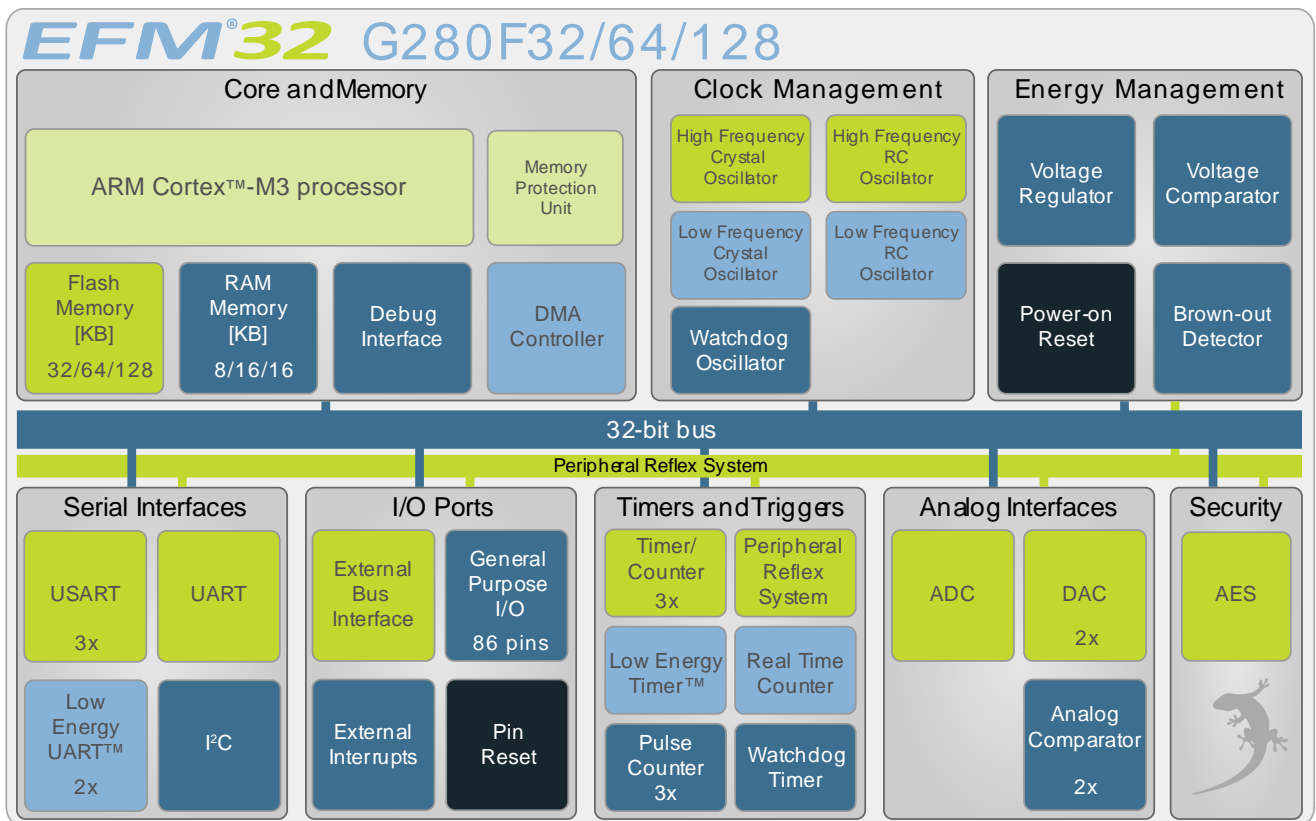 EFM®32 G280F32/64/128
Core and Memory
ARM Cortex™-M3 processor
Memory
Protection
Unit
Flash
Memory
[KB]
32/64/128
RAM
Memory
[KB]
8/16/16
Debug
Interface
DMA
Controller
Clock Management
High Frequency
Crystal
Oscillator
High Frequency
RC
Oscillator
Low Frequency
Crystal
Oscillator
Low Frequency
RC
Oscillator
Watchdog
Oscillator
Energy Management
Voltage
Regulator
Voltage
Comparator
Power-on
Reset
Brown-out
Detector
32-bit bus
Peripheral Reflex System
Serial Interfaces
USART
3x
UART
Low
Energy
UART™
2x
I²C
I/O Ports
External
Bus
Interface
General
Purpose
I/O
86 pins
External
Interrupts
Pin
Reset
Timers and Triggers
Timer/
Counter
3x
Peripheral
Reflex
System
Low Energy
Timer™
Real Time
Counter
Pulse
Counter
3x
Watchdog
Timer
Analog Interfaces
ADC
DAC
2x
Analog
Comparator
2x
Security
AES